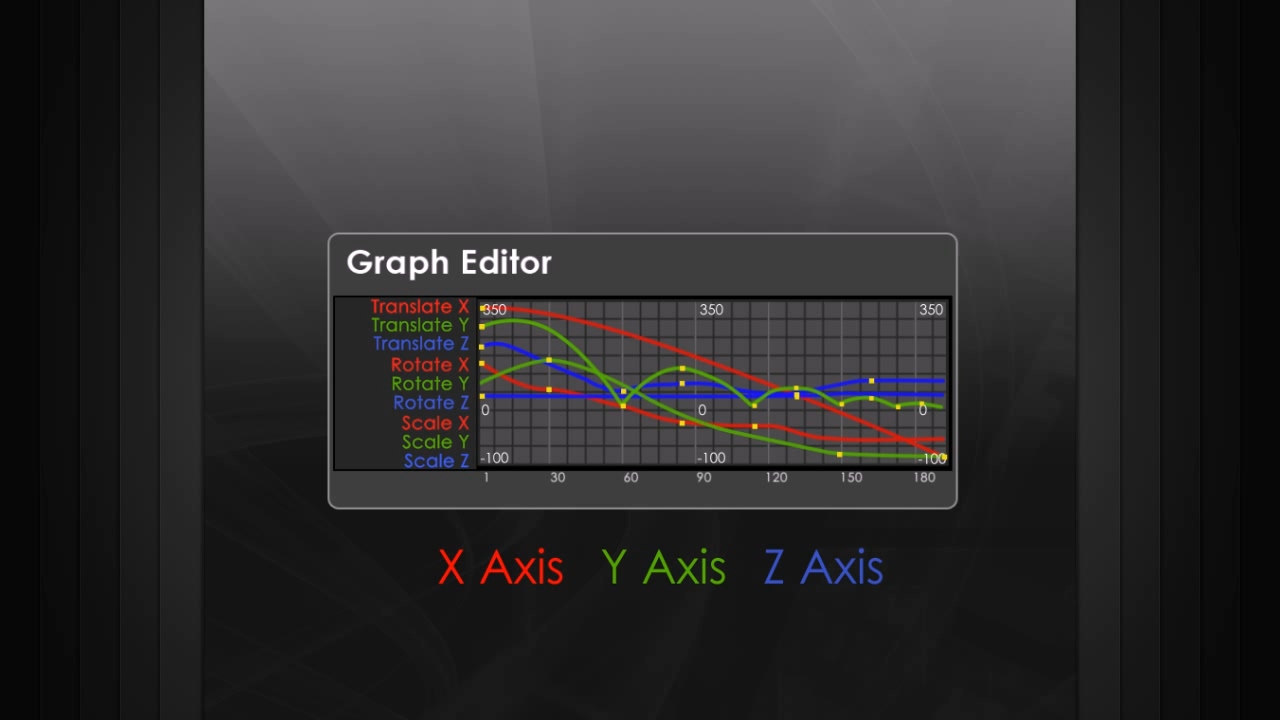 Graph Editor
Translate X
Translate Y
Translate Z
Rotate X
Rotate Y
Rotate Z
Scale X
Scale Y
Scale Z
350 350 350
0 0 0
-100 -100 -100
1 30 60 90 120 150 180
X Axis Y Axis Z Axis